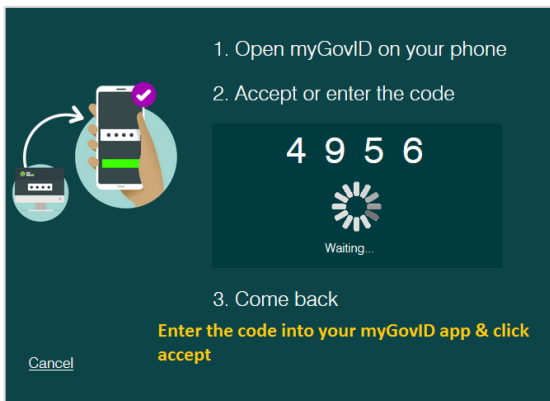 1. Open myGovID on your phone
2. Accept or enter the code
4 9 5 6
Waiting...
3. Come back
Enter the code into your myGovID app & click
accept
Cancel